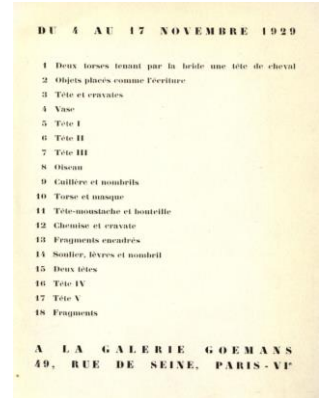 DU 4 AU 17 NOVEMBRE 1929
1 Deux torses tenant par la bride une tête de cheval
2 Objets placés comme l'écriture
3 Tête et cravates
4 Vase
5 Tête I
6 Tête II
7 Tête III
8 Oiseau
9 Cuillère et nombrils
10 Torse et masque
11 Tête-moustache et bouteille
12 Chemise et cravate
13 Fragments encadrés
14 Soulier, lèvres et nombril
15 Deux têtes
16 Tête IV
17 Tête V
18 Fragments
A LA GALERIE GOEMANS
49, RUE DE SEINE, PARIS-VIᵉ